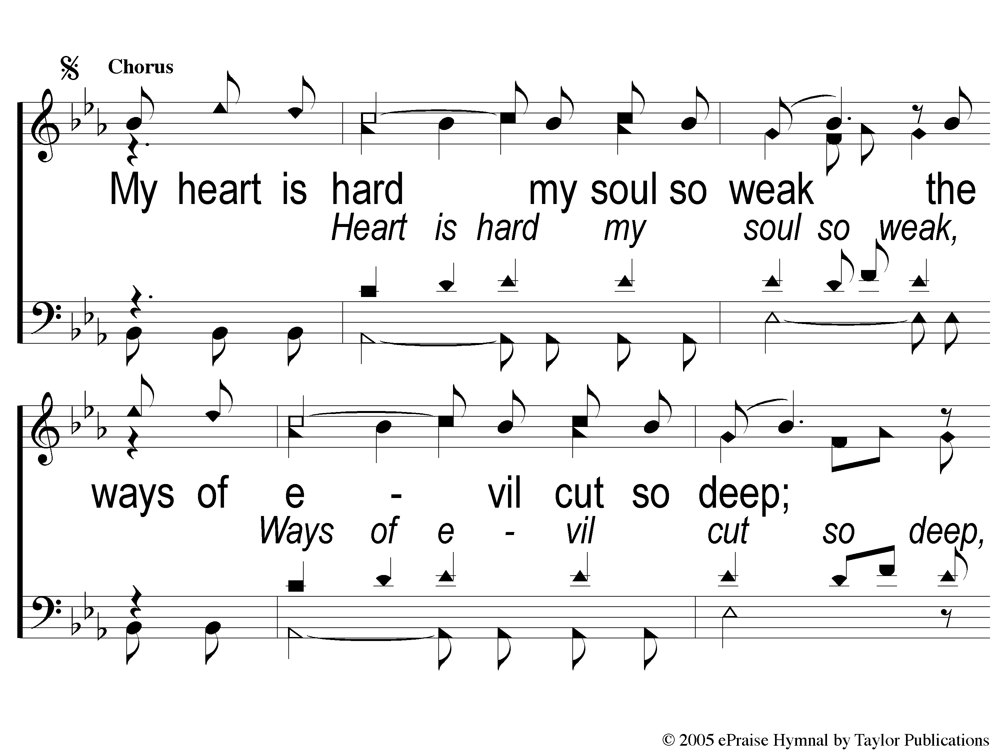 Chorus
My heart is hard my soul so weak the
Heart is hard my soul so weak,
ways of e - vil cut so deep;
Ways of e - vil cut so deep,
© 2005 ePraise Hymnal by Taylor Publications